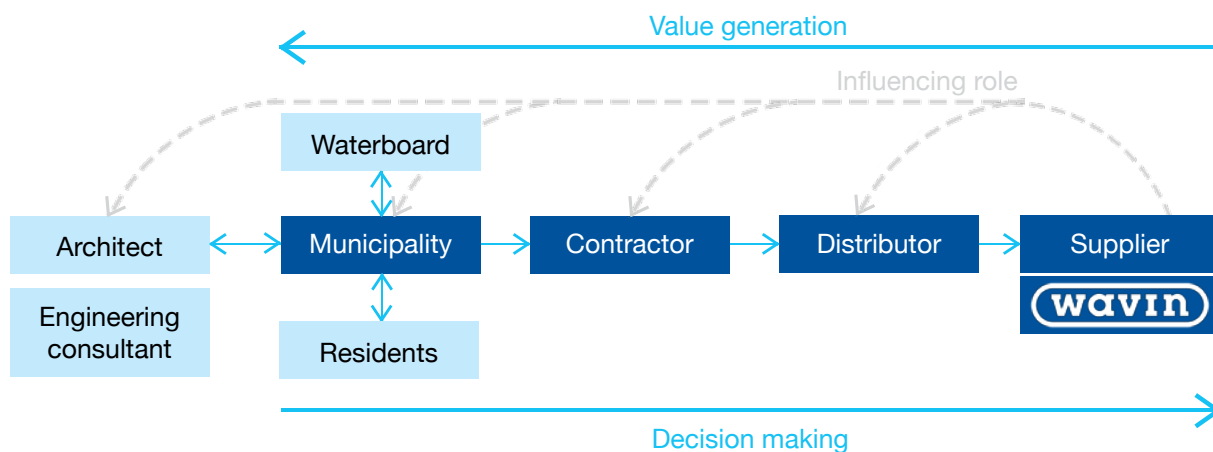 Value generation
Influencing role
Waterboard
Architect
Municipality
Contractor
Distributor
Supplier
wavin
Engineering
consultant
Residents
Decision making